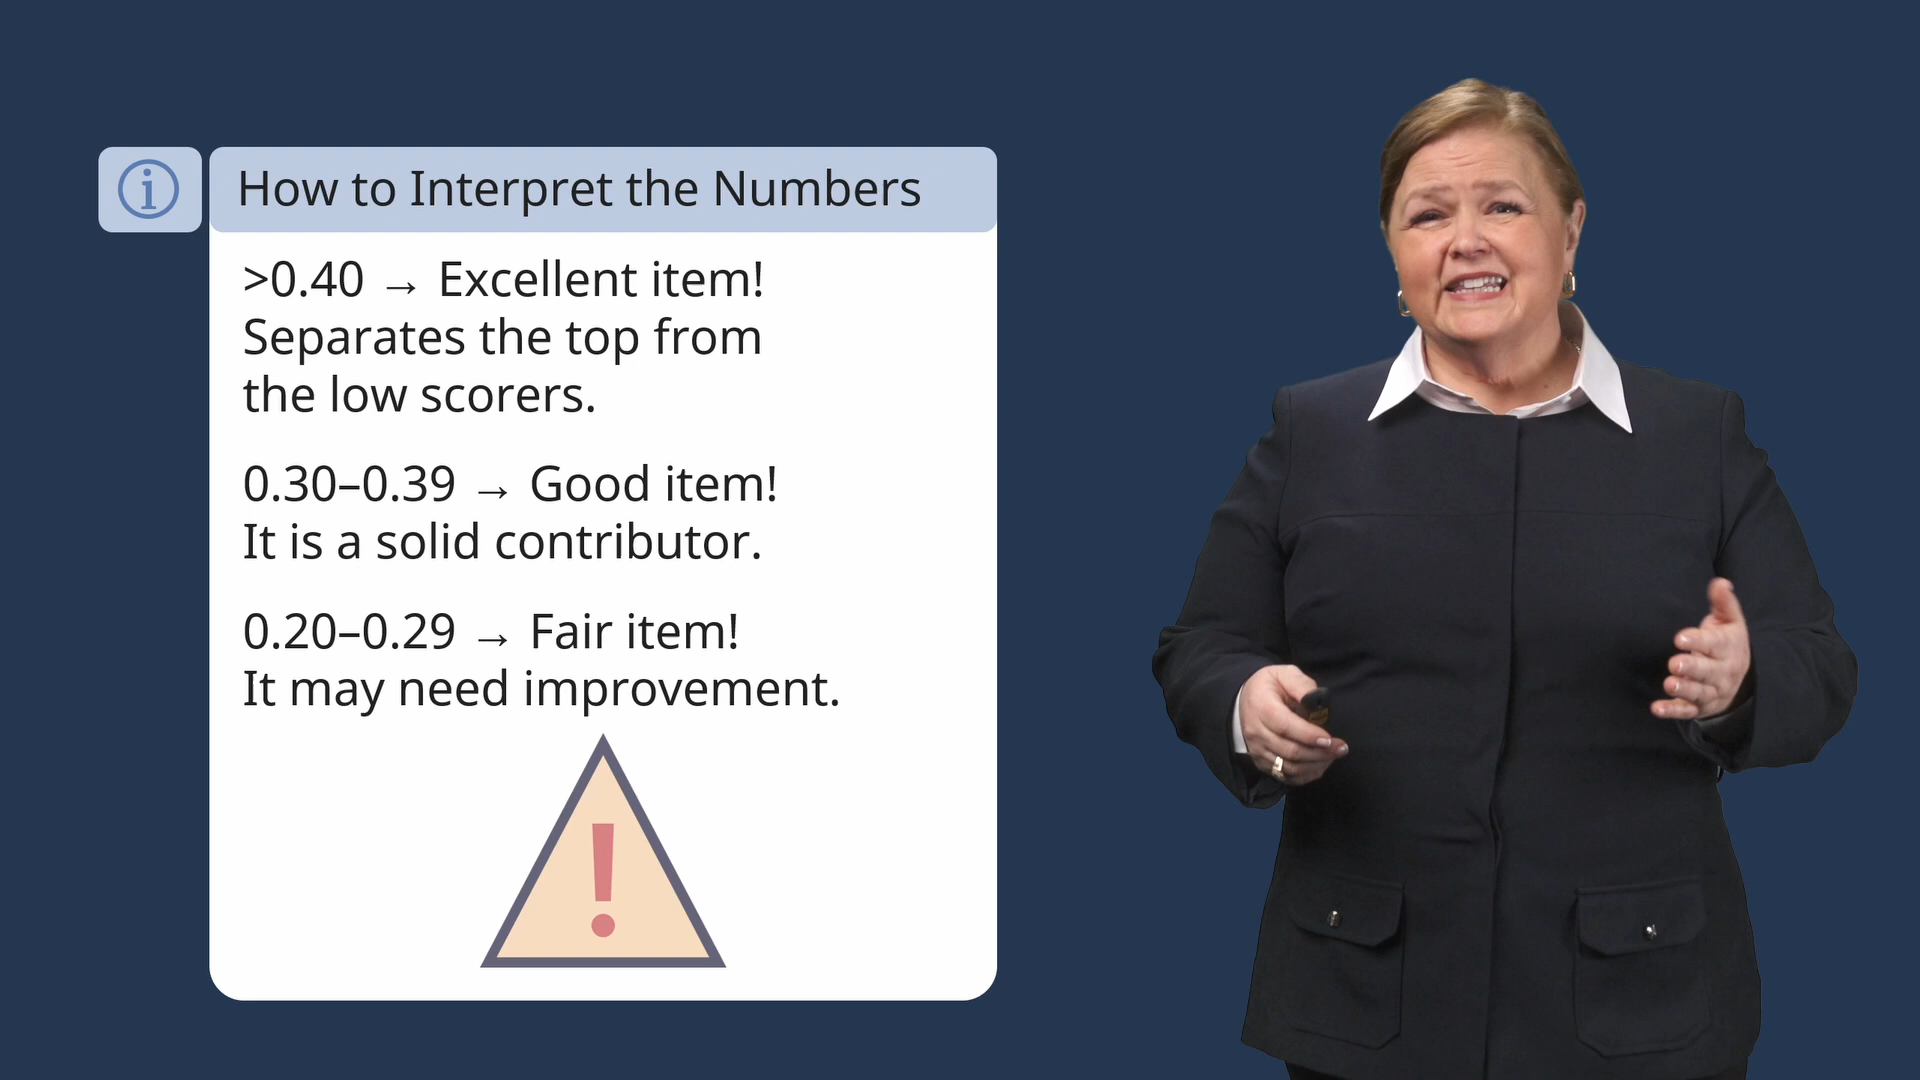 How to Interpret the Numbers
>0.40 → Excellent item!
Separates the top from
the low scorers.
0.30–0.39 → Good item!
It is a solid contributor.
0.20–0.29 → Fair item!
It may need improvement.